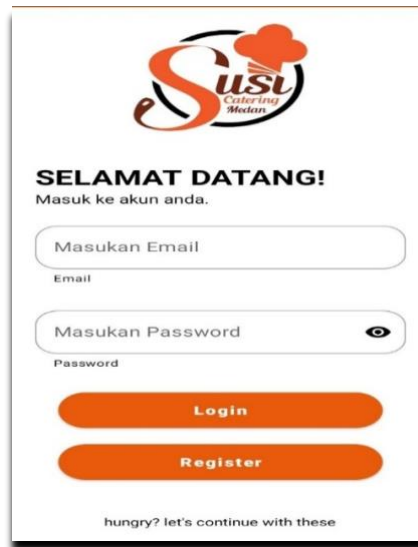 Susi
Catering
Medan
SELAMAT DATANG!
Masuk ke akun anda.
Masukan Email
Email
Masukan Password
Password
Login
Register
hungry? let's continue with these